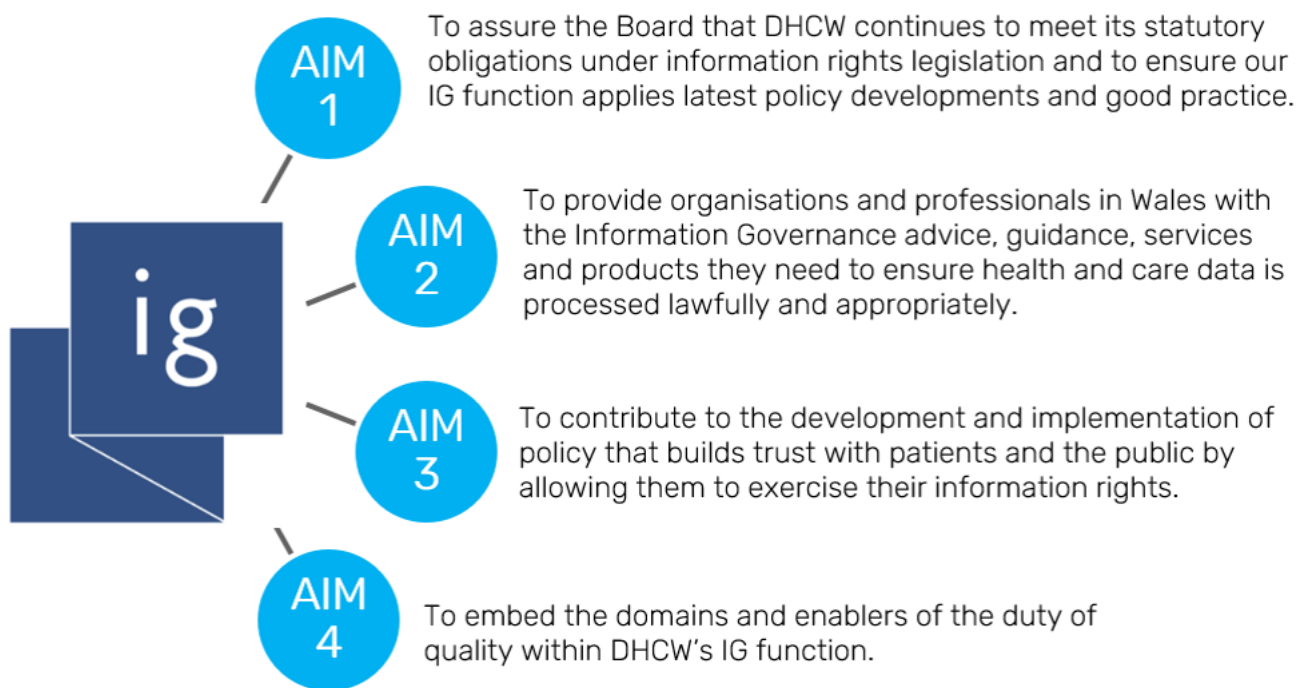 AIM
1
To assure the Board that DHCW continues to meet its statutory
obligations under information rights legislation and to ensure our
IG function applies latest policy developments and good practice.
ig
AIM
2
To provide organisations and professionals in Wales with
the Information Governance advice, guidance, services
and products they need to ensure health and care data is
processed lawfully and appropriately.
AIM
3
To contribute to the development and implementation of
policy that builds trust with patients and the public by
allowing them to exercise their information rights.
AIM
4
To embed the domains and enablers of the duty of
quality within DHCW’s IG function.